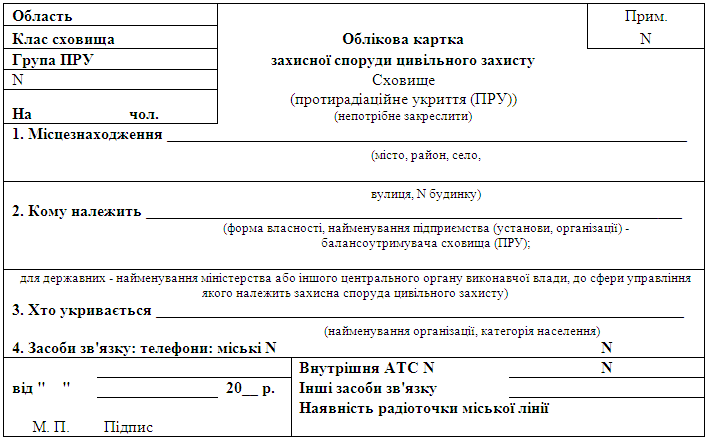 Область
Прим.
Клас сховища
Облікова картка
N
Група ПРУ
захисної споруди цивільного захисту
N
Сховище
(протирадіаційне укриття (ПРУ))
На чол.
(непотрібне закреслити)
1. Місцезнаходження
(місто, район, село,
вулиця, N будинку)
2. Кому належить
(форма власності, найменування підприємства (установи, організації) -
балансоутримувача сховища (ПРУ);
для державних - найменування міністерства або іншого центрального органу виконавчої влади, до сфери управління
якого належить захисна споруда цивільного захисту)
3. Хто укривається
(найменування організації, категорія населення)
4. Засоби зв'язку: телефони: міські N N
Внутрішня АТС N N
від " " 20__ р.
Інші засоби зв'язку
Наявність радіоточки міської лінії
М. П. Підпис